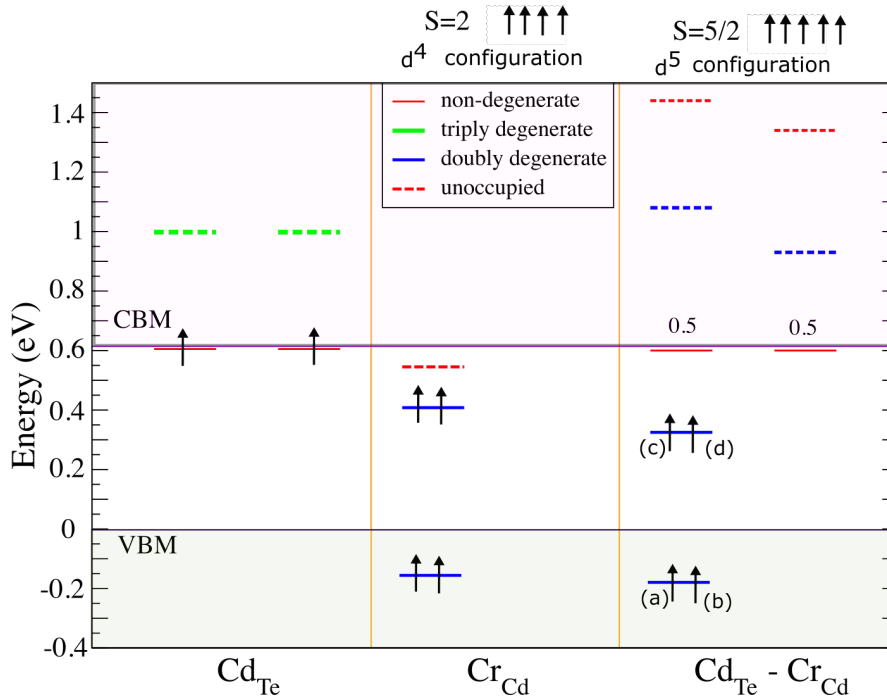 S=2
d4 configuration
S=5/2
d5 configuration
non-degenerate
triply degenerate
doubly degenerate
unoccupied
Energy (eV)
1.4
1.2
1
0.8
0.6
0.4
0.2
0
-0.2
-0.4
CBM
VBM
0.5
0.5
(c)
(d)
(a)
(b)
CdTe
CrCd
CdTe - CrCd